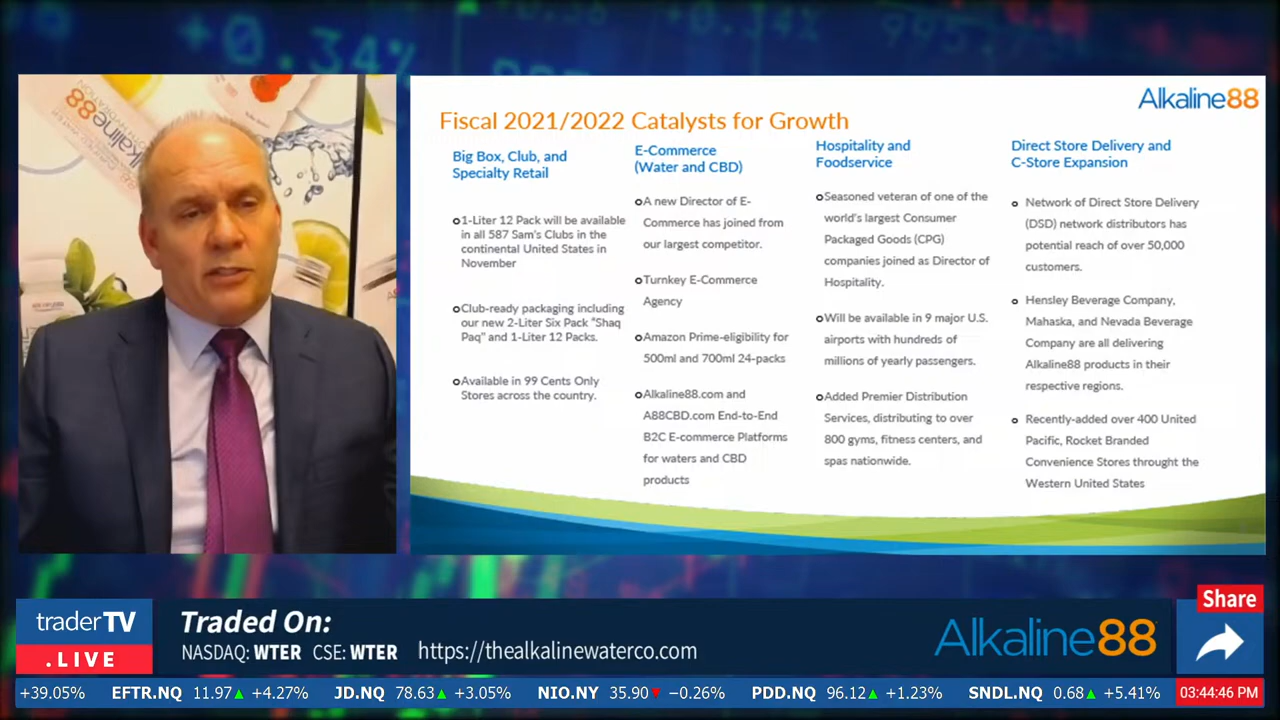 Alkaline88
Fiscal 2021/2022 Catalysts for Growth
Big Box, Club, and
Specialty Retail
1-Liter 12 Pack will be available
in all 587 Sam's Clubs in the
continental United States in
November
Club-ready packaging including
our new 2-Liter Six Pack "Shaq
Paq" and 1-Liter 12 Packs.
Available in 99 Cents Only
Stores across the country.
E-Commerce
(Water and CBD)
A new Director of E-
Commerce has joined from
our largest competitor.
Turnkey E-Commerce
Agency
Amazon Prime-eligibility for
500ml and 700ml 24-packs
Alkaline88.com and
A88CBD.com End-to-End
B2C E-commerce Platforms
for waters and CBD
products
Hospitality and
Foodservice
Seasoned veteran of one of the
world's largest Consumer
Packaged Goods (CPG)
companies joined as Director of
Hospitality.
Will be available in 9 major U.S.
airports with hundreds of
millions of yearly passengers.
Added Premier Distribution
Services, distributing to over
800 gyms, fitness centers, and
spas nationwide.
Direct Store Delivery and
C-Store Expansion
Network of Direct Store Delivery
(DSD) network distributors has
potential reach of over 50,000
customers.
Hensley Beverage Company,
Mahaska, and Nevada Beverage
Company are all delivering
Alkaline88 products in their
respective regions.
Recently-added over 400 United
Pacific, Rocket Branded
Convenience Stores throught the
Western United States
alkaline88
+0.34%
traderTV
.LIVE
Traded On:
NASDAQ: WTER CSE: WTER https://thealkalinewaterco.com
Alkaline88
Share
+39.05% EFTR.NQ 11.97▲ +4.27% JD.NQ 78.63▲ +3.05% NIO.NY 35.90▼ −0.26% PDD.NQ 96.12▲ +1.23% SNDL.NQ 0.68▲ +5.41% 03:44:46 PM